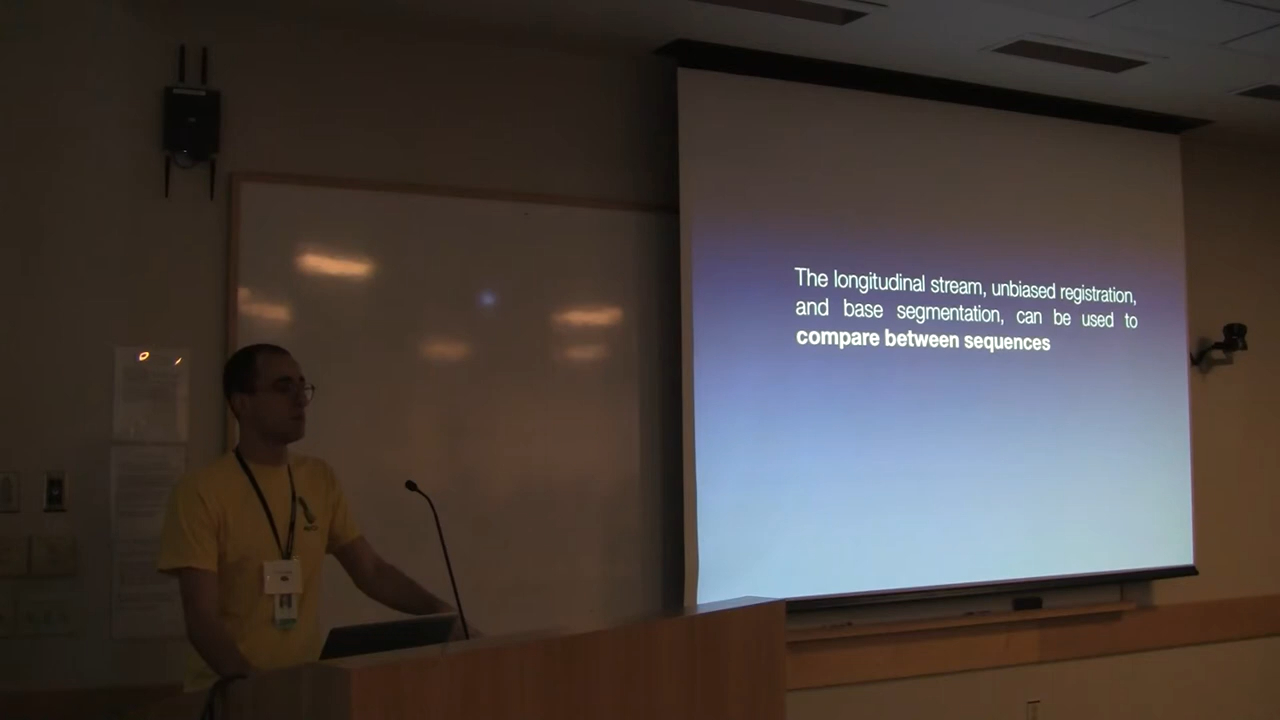 The longitudinal stream, unbiased registration,
and base segmentation, can be used to
compare between sequences